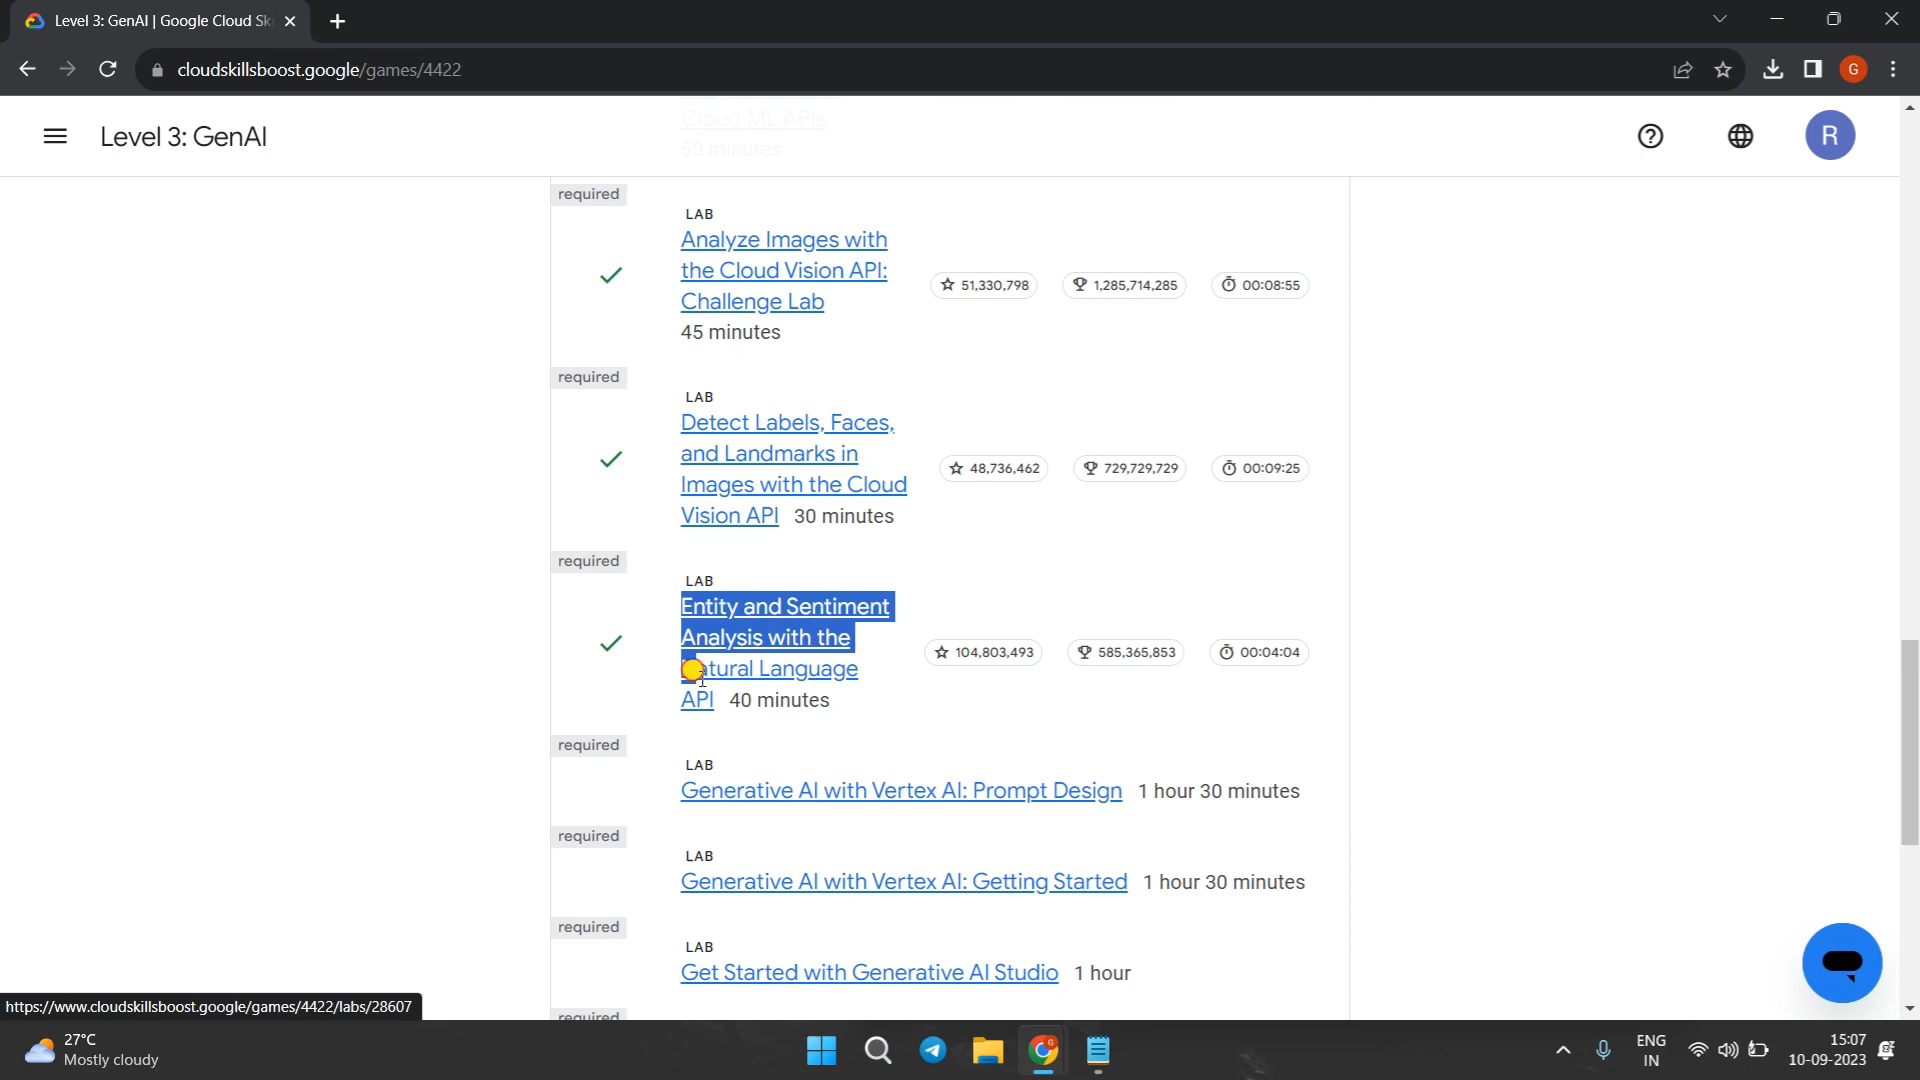 Level 3: GenAI | Google Cloud Sk
cloudskillsboost.google/games/4422
G
Level 3: GenAI
R
Cloud ML APIs
50 minutes
required
LAB
Analyze Images with
the Cloud Vision API:
Challenge Lab
45 minutes
51,330,798
1,285,714,285
00:08:55
required
LAB
Detect Labels, Faces,
and Landmarks in
Images with the Cloud
Vision API 30 minutes
48,736,462
729,729,729
00:09:25
required
LAB
Entity and Sentiment
Analysis with the
atural Language
API 40 minutes
104,803,493
585,365,853
00:04:04
required
LAB
Generative AI with Vertex AI: Prompt Design 1 hour 30 minutes
required
LAB
Generative AI with Vertex AI: Getting Started 1 hour 30 minutes
required
LAB
Get Started with Generative AI Studio 1 hour
required
https://www.cloudskillsboost.google/games/4422/labs/28607
27°C
Mostly cloudy
ENG
IN
15:07
10-09-2023